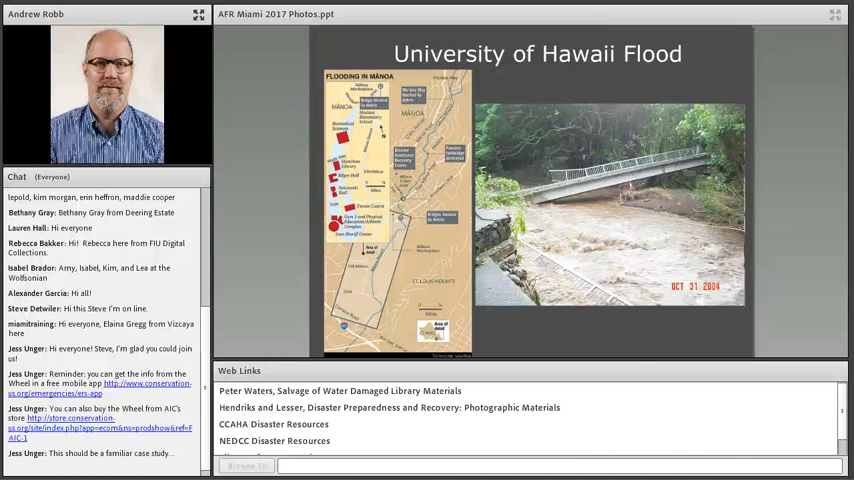 Andrew Robb
AFR Miami 2017 Photos.ppt
University of Hawaii Flood
FLOODING IN MĀNOA
MĀNOA
MĀNOA
ST. LOUIS HEIGHTS
OCT 31 2004
Chat (Everyone)
lepold, kim morgan, erin heffron, maddie cooper
Bethany Gray: Bethany Gray from Deering Estate
Lauren Hall: Hi everyone
Rebecca Bakker: Hi! Rebecca here from FIU Digital
Collections.
Isabel Brador: Amy, Isabel, Kim, and Lea at the
Wolfsonian
Alexander Garcia: Hi all!
Steve Detwiler: Hi this Steve I'm on line.
miamitraining: Hi everyone, Elaina Gregg from Vizcaya
here
Jess Unger: Hi everyone! Steve, I'm glad you could join
us!
Jess Unger: Reminder: you can get the info from the
Wheel in a free mobile app http://www.conservation-
us.org/emergencies/ers-app
Jess Unger: You can also buy the Wheel from AIC's
store http://store.conservation-
us.org/site/index.php?app=ecom&ns=prodshow&ref=F
AIC-1
Jess Unger: This should be a familiar case study...
Web Links
Peter Waters, Salvage of Water Damaged Library Materials
Hendriks and Lesser, Disaster Preparedness and Recovery: Photographic Materials
CCAHA Disaster Resources
NEDCC Disaster Resources
Browse To